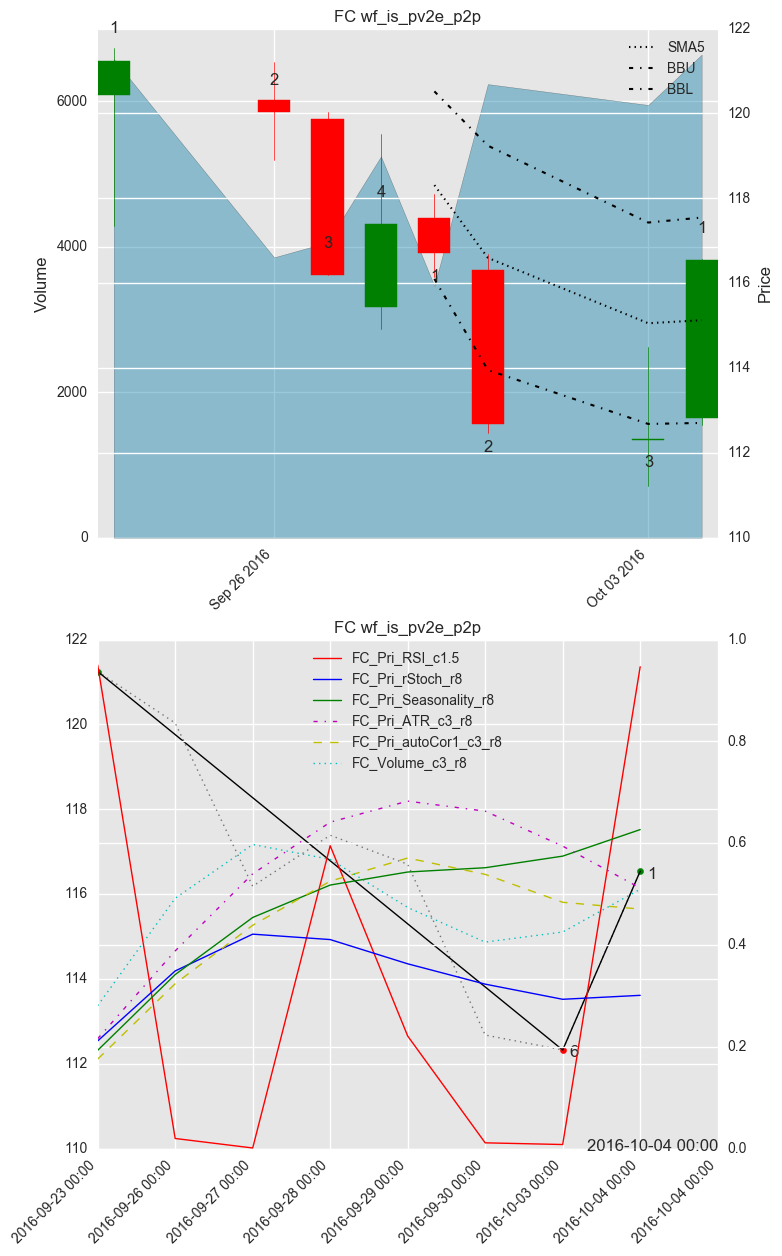 FC wf_is_pv2e_p2p
1
2
3
4
1
2
3
1
SMA5
BBU
BBL
6000
4000
2000
0
Volume
122
120
118
116
114
112
110
Price
Sep 26 2016
Oct 03 2016
FC wf_is_pv2e_p2p
FC_Pri_RSI_c1.5
FC_Pri_rStoch_r8
FC_Pri_Seasonality_r8
FC_Pri_ATR_c3_r8
FC_Pri_autoCor1_c3_r8
FC_Volume_c3_r8
122
120
118
116
114
112
110
1.0
0.8
0.6
0.4
0.2
0.0
1
6
2016-10-04 00:00
2016-09-23 00:00
2016-09-26 00:00
2016-09-27 00:00
2016-09-28 00:00
2016-09-29 00:00
2016-09-30 00:00
2016-10-03 00:00
2016-10-04 00:00
2016-10-04 00:00